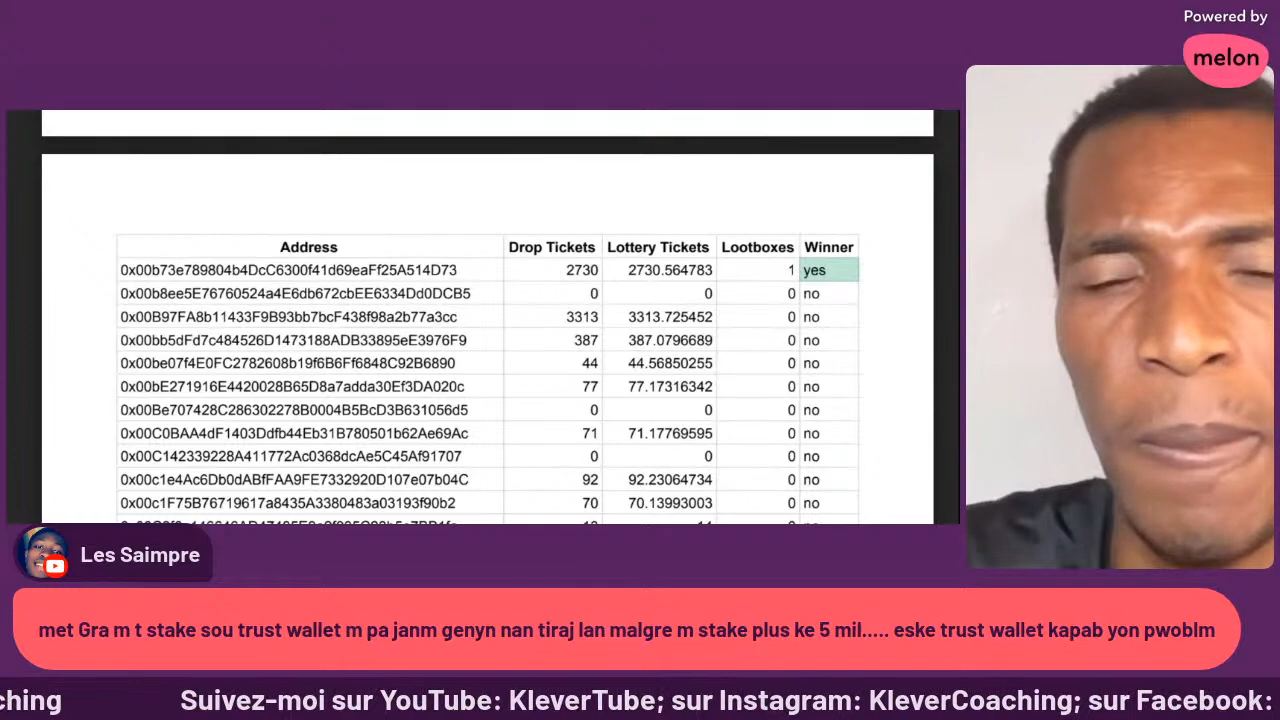 Powered by
melon
Address Drop Tickets Lottery Tickets Lootboxes Winner
0x00b73e789804b4DcC6300f41d69eaFf25A514D73 2730 2730.564783 1 yes
0x00b8ee5E76760524a4E6db672cbEE6334Dd0DCB5 0 0 0 no
0x00B97FA8b11433F9B93bb7bcF438f98a2b77a3cc 3313 3313.725452 0 no
0x00bb5dFd7c484526D1473188ADB33895eE3976F9 387 387.0796689 0 no
0x00be07f4E0FC2782608b19f6B6Ff6848C92B6890 44 44.56850255 0 no
0x00bE271916E4420028B65D8a7adda30Ef3DA020c 77 77.17316342 0 no
0x00Be707428C286302278B0004B5BcD3B631056d5 0 0 0 no
0x00C0BAA4dF1403Ddfb44Eb31B780501b62Ae69Ac 71 71.17769595 0 no
0x00C142339228A411772Ac0368dcAe5C45Af91707 0 0 0 no
0x00c1e4Ac6Db0dABfFAA9FE7332920D107e07b04C 92 92.23064734 0 no
0x00c1F75B76719617a8435A3380483a03193f90b2 70 70.13993003 0 no
Les Saimpre
met Gra m t stake sou trust wallet m pa janm genyn nan tiraj lan malgre m stake plus ke 5 mil..... eske trust wallet kapab yon pwoblm
ching Suivez-moi sur YouTube: KleverTube; sur Instagram: KleverCoaching; sur Facebook: